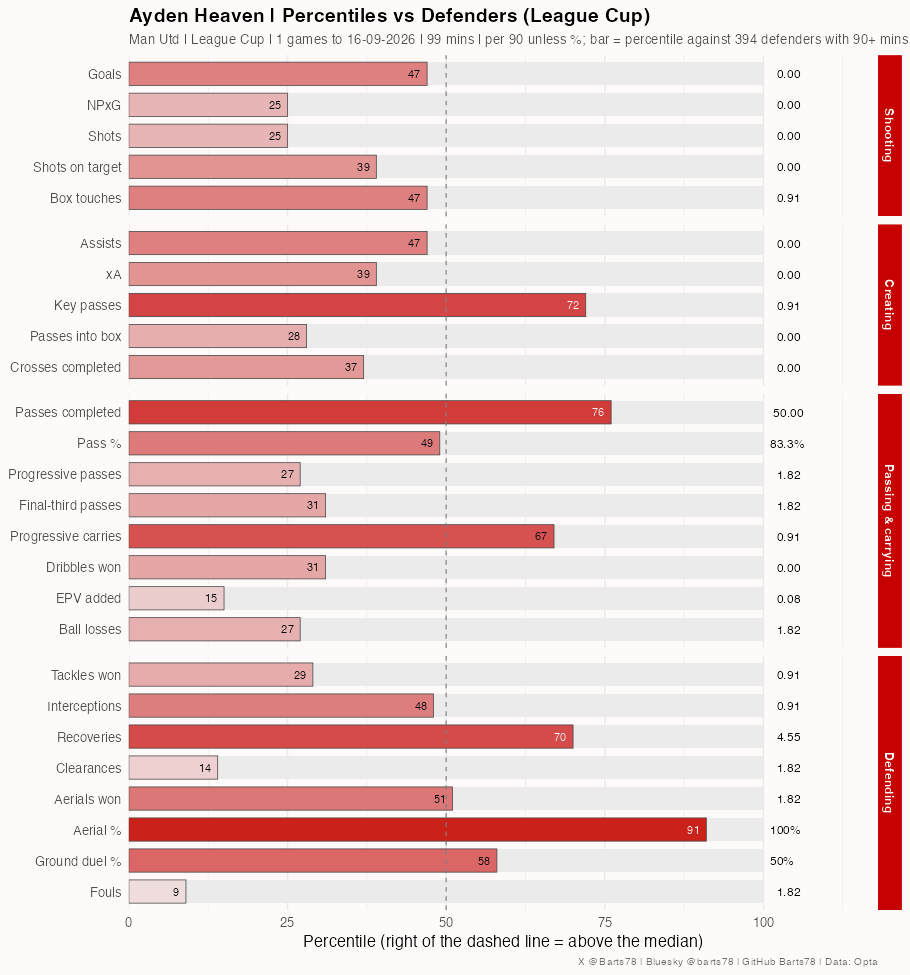 Ayden Heaven | Percentiles vs Defenders (League Cup)
Man Utd | League Cup | 1 games to 16-09-2026 | 99 mins | per 90 unless %; bar = percentile against 394 defenders with 90+ mins
Goals 47 0.00
NPxG 25 0.00
Shots 25 0.00
Shots on target 39 0.00
Box touches 47 0.91
Shooting
Assists 47 0.00
xA 39 0.00
Key passes 72 0.91
Passes into box 28 0.00
Crosses completed 37 0.00
Creating
Passes completed 76 50.00
Pass % 49 83.3%
Progressive passes 27 1.82
Final-third passes 31 1.82
Progressive carries 67 0.91
Dribbles won 31 0.00
EPV added 15 0.08
Ball losses 27 1.82
Passing & carrying
Tackles won 29 0.91
Interceptions 48 0.91
Recoveries 70 4.55
Clearances 14 1.82
Aerials won 51 1.82
Aerial % 91 100%
Ground duel % 58 50%
Fouls 9 1.82
Defending
0 25 50 75 100
Percentile (right of the dashed line = above the median)
X @Barts78 | Bluesky @barts78 | GitHub Barts78 | Data: Opta